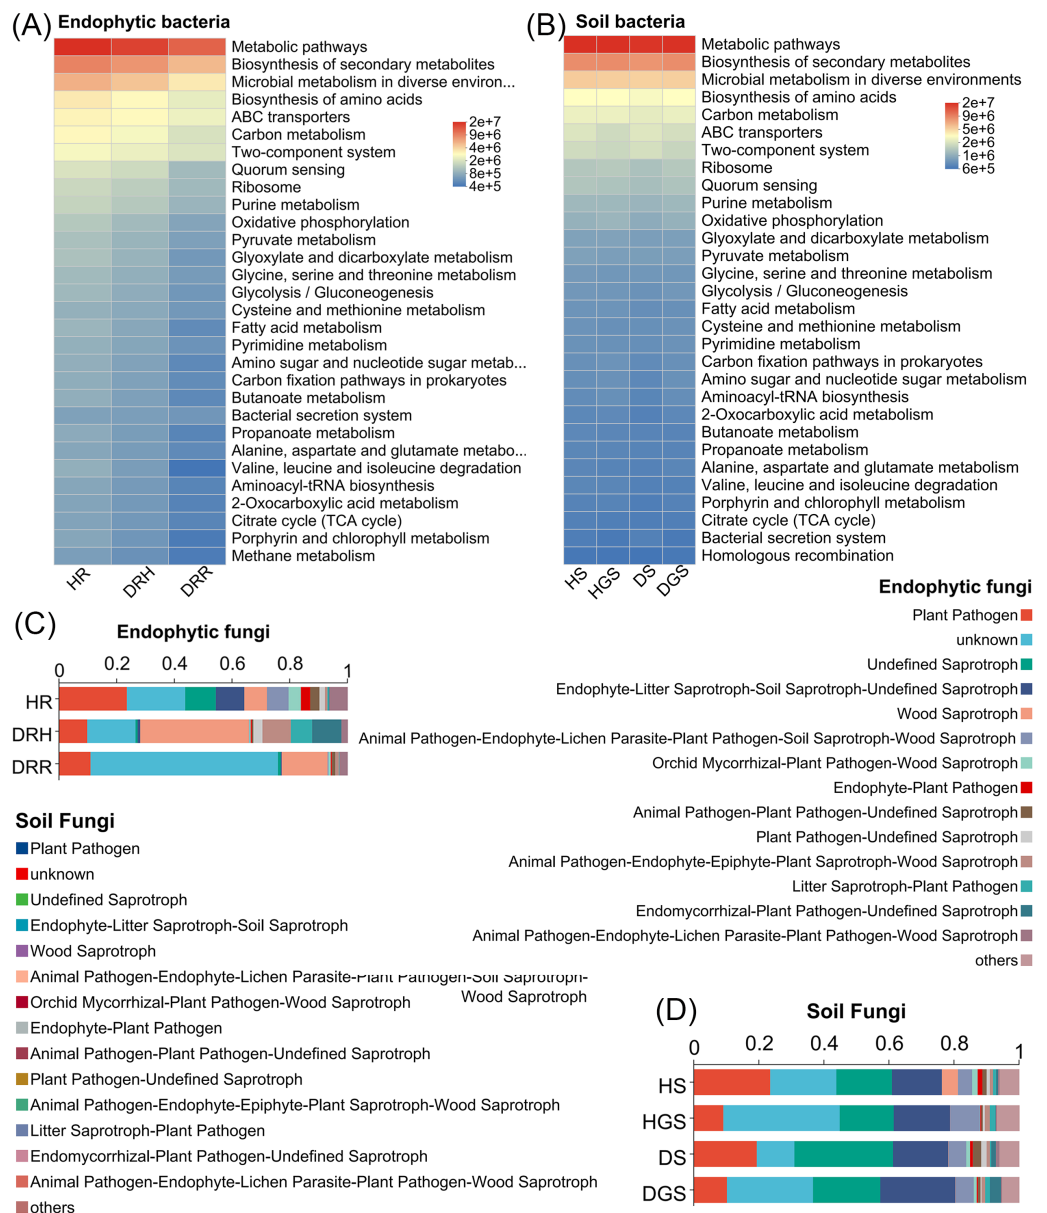 (A) Endophytic bacteria
Metabolic pathways
Biosynthesis of secondary metabolites
Microbial metabolism in diverse environ...
Biosynthesis of amino acids
ABC transporters
Carbon metabolism
Two-component system
Quorum sensing
Ribosome
Purine metabolism
Oxidative phosphorylation
Pyruvate metabolism
Glyoxylate and dicarboxylate metabolism
Glycine, serine and threonine metabolism
Glycolysis / Gluconeogenesis
Cysteine and methionine metabolism
Fatty acid metabolism
Pyrimidine metabolism
Amino sugar and nucleotide sugar metab...
Carbon fixation pathways in prokaryotes
Butanoate metabolism
Bacterial secretion system
Propanoate metabolism
Alanine, aspartate and glutamate metabo...
Valine, leucine and isoleucine degradation
Aminoacyl-tRNA biosynthesis
2-Oxocarboxylic acid metabolism
Citrate cycle (TCA cycle)
Porphyrin and chlorophyll metabolism
Methane metabolism
2e+7
9e+6
4e+6
2e+6
8e+5
4e+5
HR DRH DRR
(B) Soil bacteria
Metabolic pathways
Biosynthesis of secondary metabolites
Microbial metabolism in diverse environments
Biosynthesis of amino acids
Carbon metabolism
ABC transporters
Two-component system
Ribosome
Quorum sensing
Purine metabolism
Oxidative phosphorylation
Glyoxylate and dicarboxylate metabolism
Pyruvate metabolism
Glycine, serine and threonine metabolism
Glycolysis / Gluconeogenesis
Fatty acid metabolism
Cysteine and methionine metabolism
Pyrimidine metabolism
Carbon fixation pathways in prokaryotes
Amino sugar and nucleotide sugar metabolism
Aminoacyl-tRNA biosynthesis
2-Oxocarboxylic acid metabolism
Butanoate metabolism
Propanoate metabolism
Alanine, aspartate and glutamate metabolism
Valine, leucine and isoleucine degradation
Porphyrin and chlorophyll metabolism
Citrate cycle (TCA cycle)
Bacterial secretion system
Homologous recombination
2e+7
9e+6
5e+6
2e+6
1e+6
6e+5
HS HGS DS DGS
(C) Endophytic fungi
0 0.2 0.4 0.6 0.8 1
HR
DRH
DRR
Endophytic fungi
Plant Pathogen
unknown
Undefined Saprotroph
Endophyte-Litter Saprotroph-Soil Saprotroph-Undefined Saprotroph
Wood Saprotroph
Animal Pathogen-Endophyte-Lichen Parasite-Plant Pathogen-Soil Saprotroph-Wood Saprotroph
Orchid Mycorrhizal-Plant Pathogen-Wood Saprotroph
Endophyte-Plant Pathogen
Animal Pathogen-Plant Pathogen-Undefined Saprotroph
Plant Pathogen-Undefined Saprotroph
Animal Pathogen-Endophyte-Epiphyte-Plant Saprotroph-Wood Saprotroph
Litter Saprotroph-Plant Pathogen
Endomycorrhizal-Plant Pathogen-Undefined Saprotroph
Animal Pathogen-Endophyte-Lichen Parasite-Plant Pathogen-Wood Saprotroph
others
Soil Fungi
Plant Pathogen
unknown
Undefined Saprotroph
Endophyte-Litter Saprotroph-Soil Saprotroph
Wood Saprotroph
Animal Pathogen-Endophyte-Lichen Parasite-Plant Pathogen-Soil Saprotroph-
Wood Saprotroph
Orchid Mycorrhizal-Plant Pathogen-Wood Saprotroph
Endophyte-Plant Pathogen
Animal Pathogen-Plant Pathogen-Undefined Saprotroph
Plant Pathogen-Undefined Saprotroph
Animal Pathogen-Endophyte-Epiphyte-Plant Saprotroph-Wood Saprotroph
Litter Saprotroph-Plant Pathogen
Endomycorrhizal-Plant Pathogen-Undefined Saprotroph
Animal Pathogen-Endophyte-Lichen Parasite-Plant Pathogen-Wood Saprotroph
others
(D) Soil Fungi
0 0.2 0.4 0.6 0.8 1
HS
HGS
DS
DGS